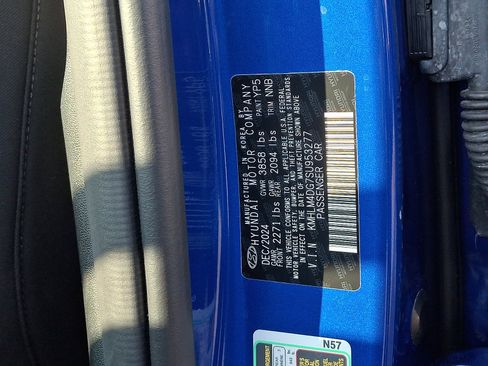 MANUFACTURED IN KOREA BY
HYUNDAI MOTOR COMPANY
DEC/2024 GVWR 3858 lbs PAINT YP5
GAWR FRONT 2271 lbs GAWR REAR 2094 lbs TRIM NNB
THIS VEHICLE CONFORMS TO ALL APPLICABLE U.S.A. FEDERAL
MOTOR VEHICLE SAFETY, BUMPER, AND THEFT PREVENTION STANDARDS
IN EFFECT ON THE DATE OF MANUFACTURE SHOWN ABOVE
V.I.N. KMHLM4DG7SU953277
PASSENGER CAR
N57